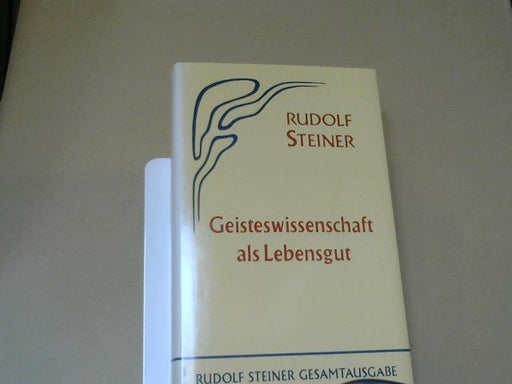 RUDOLF
STEINER
Geisteswissenschaft
als Lebensgut
RUDOLF STEINER GESAMTAUSGABE